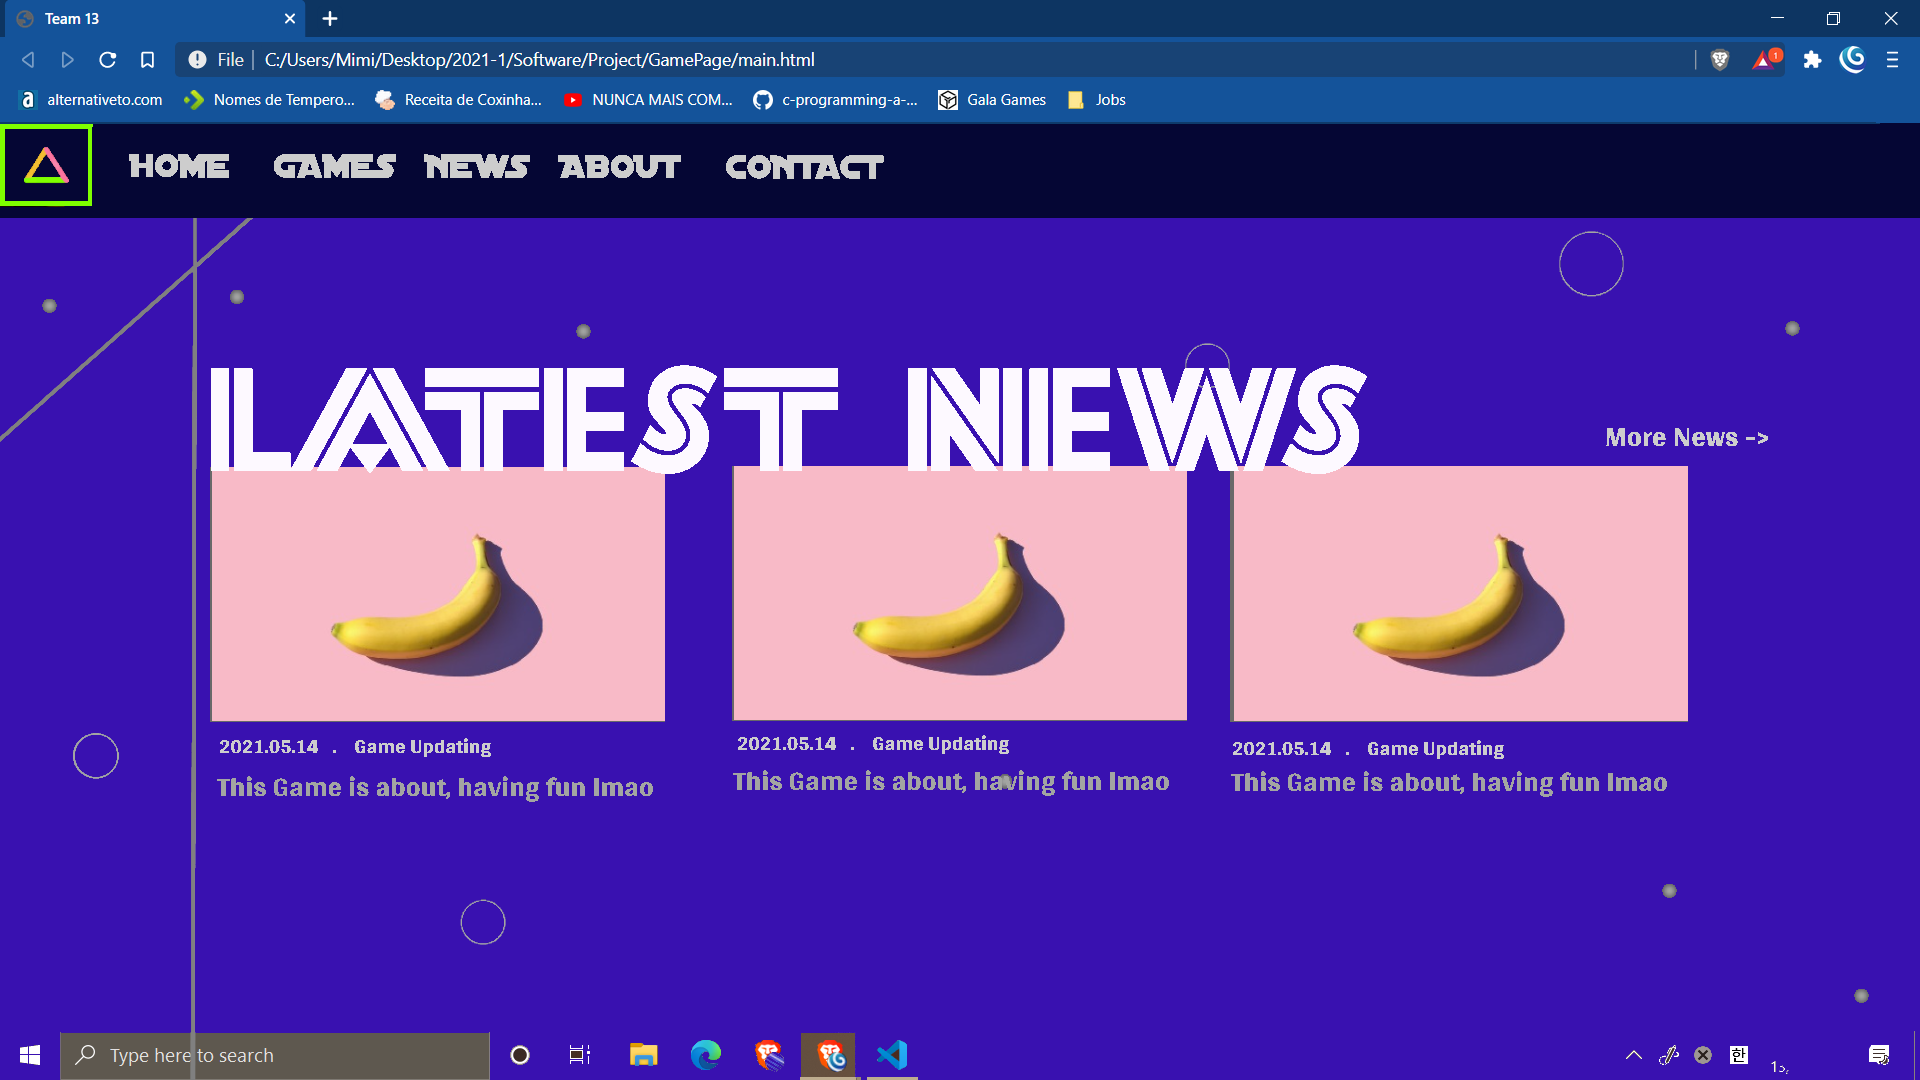 Team 13
File | C:/Users/Mimi/Desktop/2021-1/Software/Project/GamePage/main.html
1
alternativeto.com Nomes de Tempero... Receita de Coxinha... NUNCA MAIS COM... c-programming-a-... Gala Games Jobs
HOME GAMES NEWS ABOUT CONTACT
LATEST NEWS
More News ->
2021.05.14 . Game Updating
This Game is about, having fun lmao
2021.05.14 . Game Updating
This Game is about, having fun lmao
2021.05.14 . Game Updating
This Game is about, having fun lmao
Type here to search
한